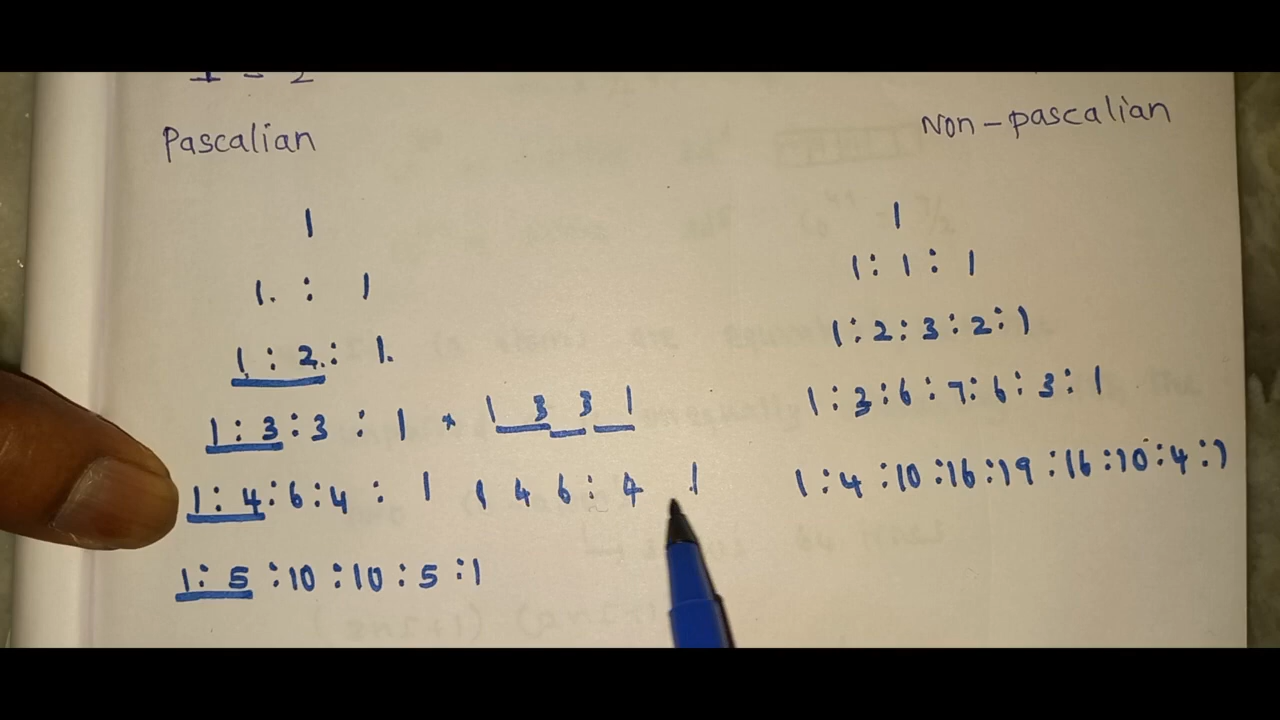 Pascalian
Non-pascalian
1
1
1. : 1
1 : 1 : 1
1 : 2 : 1.
1 : 2 : 3 : 2 : 1
1 : 3 : 3 : 1 * 1 3 3 1
1 : 3 : 6 : 7 : 6 : 3 : 1
1 : 4 : 6 : 4 : 1 1 4 6 : 4 1
1 : 4 : 10 : 16 : 19 : 16 : 10 : 4 : 1
1 : 5 : 10 : 10 : 5 : 1